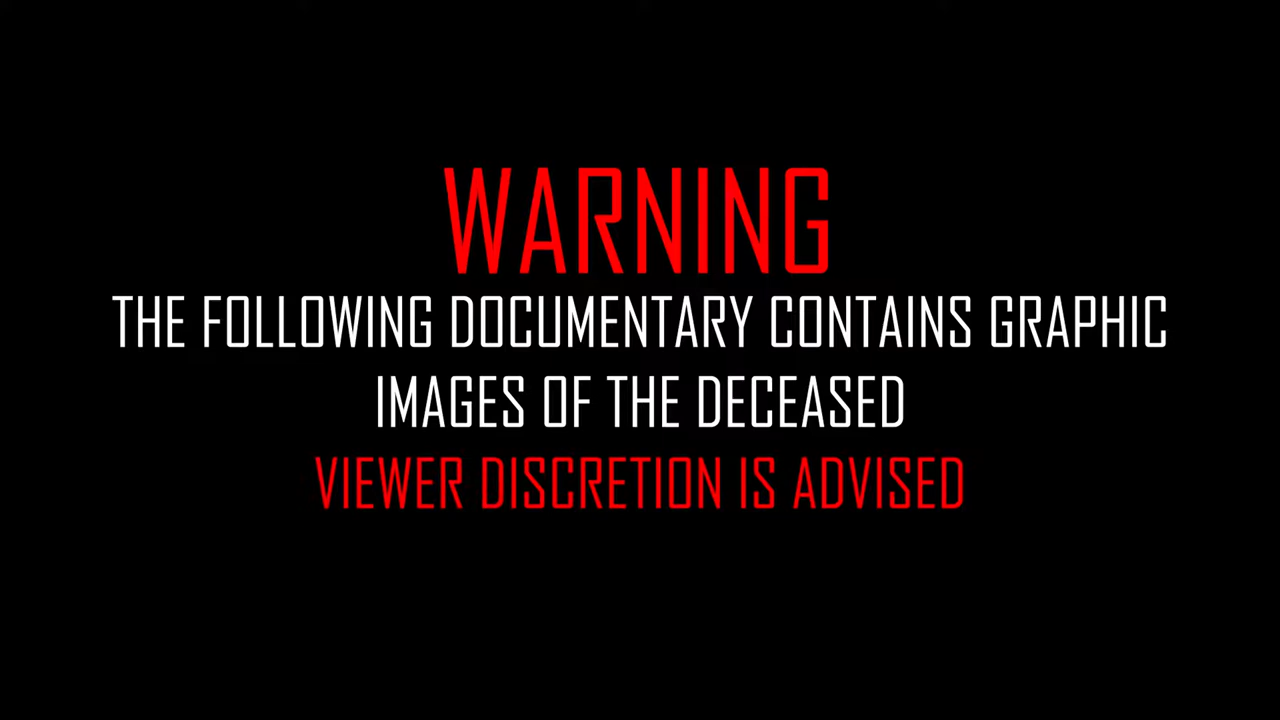 WARNING
THE FOLLOWING DOCUMENTARY CONTAINS GRAPHIC
IMAGES OF THE DECEASED
VIEWER DISCRETION IS ADVISED